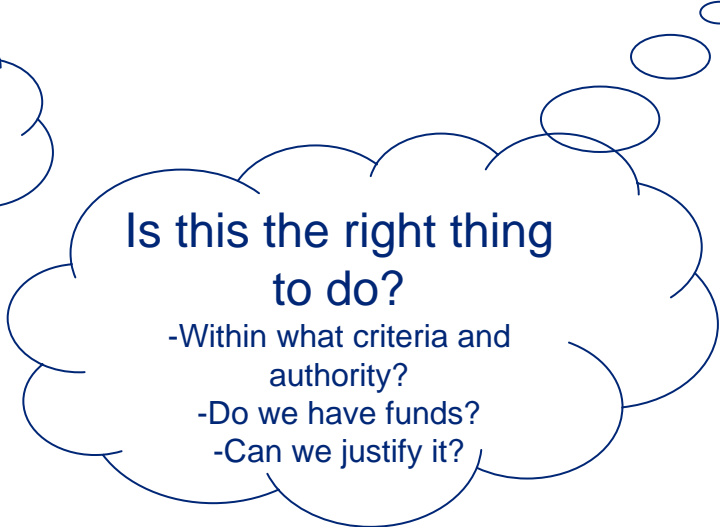 Is this the right thing
to do?
-Within what criteria and
authority?
-Do we have funds?
-Can we justify it?